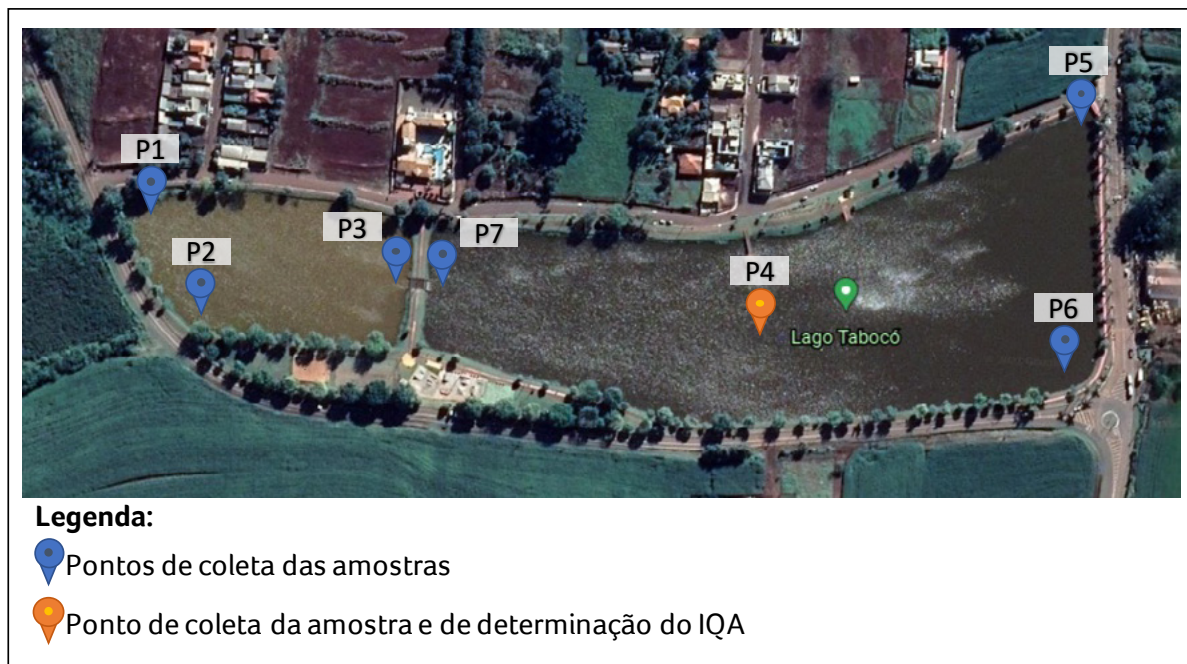 P5
P1
P3
P7
P2
P4
P6
Lago Tabocó
Legenda:
Pontos de coleta das amostras
Ponto de coleta da amostra e de determinação do IQA